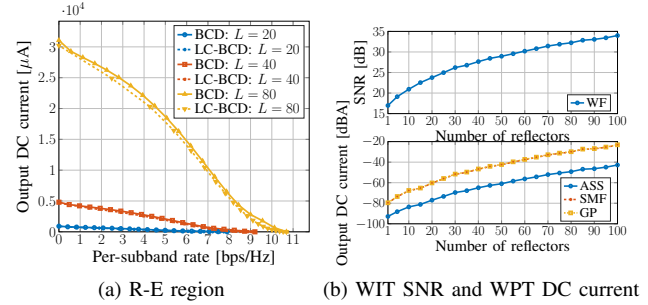 ·10⁴
3
2.5
2
1.5
1
0.5
0
0 1 2 3 4 5 6 7 8 9 10 11
Output DC current [μA]
Per-subband rate [bps/Hz]
BCD: L = 20
LC-BCD: L = 20
BCD: L = 40
LC-BCD: L = 40
BCD: L = 80
LC-BCD: L = 80
(a) R-E region
SNR [dB]
35
30
25
20
15
1 10 20 30 40 50 60 70 80 90 100
Number of reflectors
WF
Output DC current [dBA]
−20
−40
−60
−80
−100
1 10 20 30 40 50 60 70 80 90 100
Number of reflectors
ASS
SMF
GP
(b) WIT SNR and WPT DC current